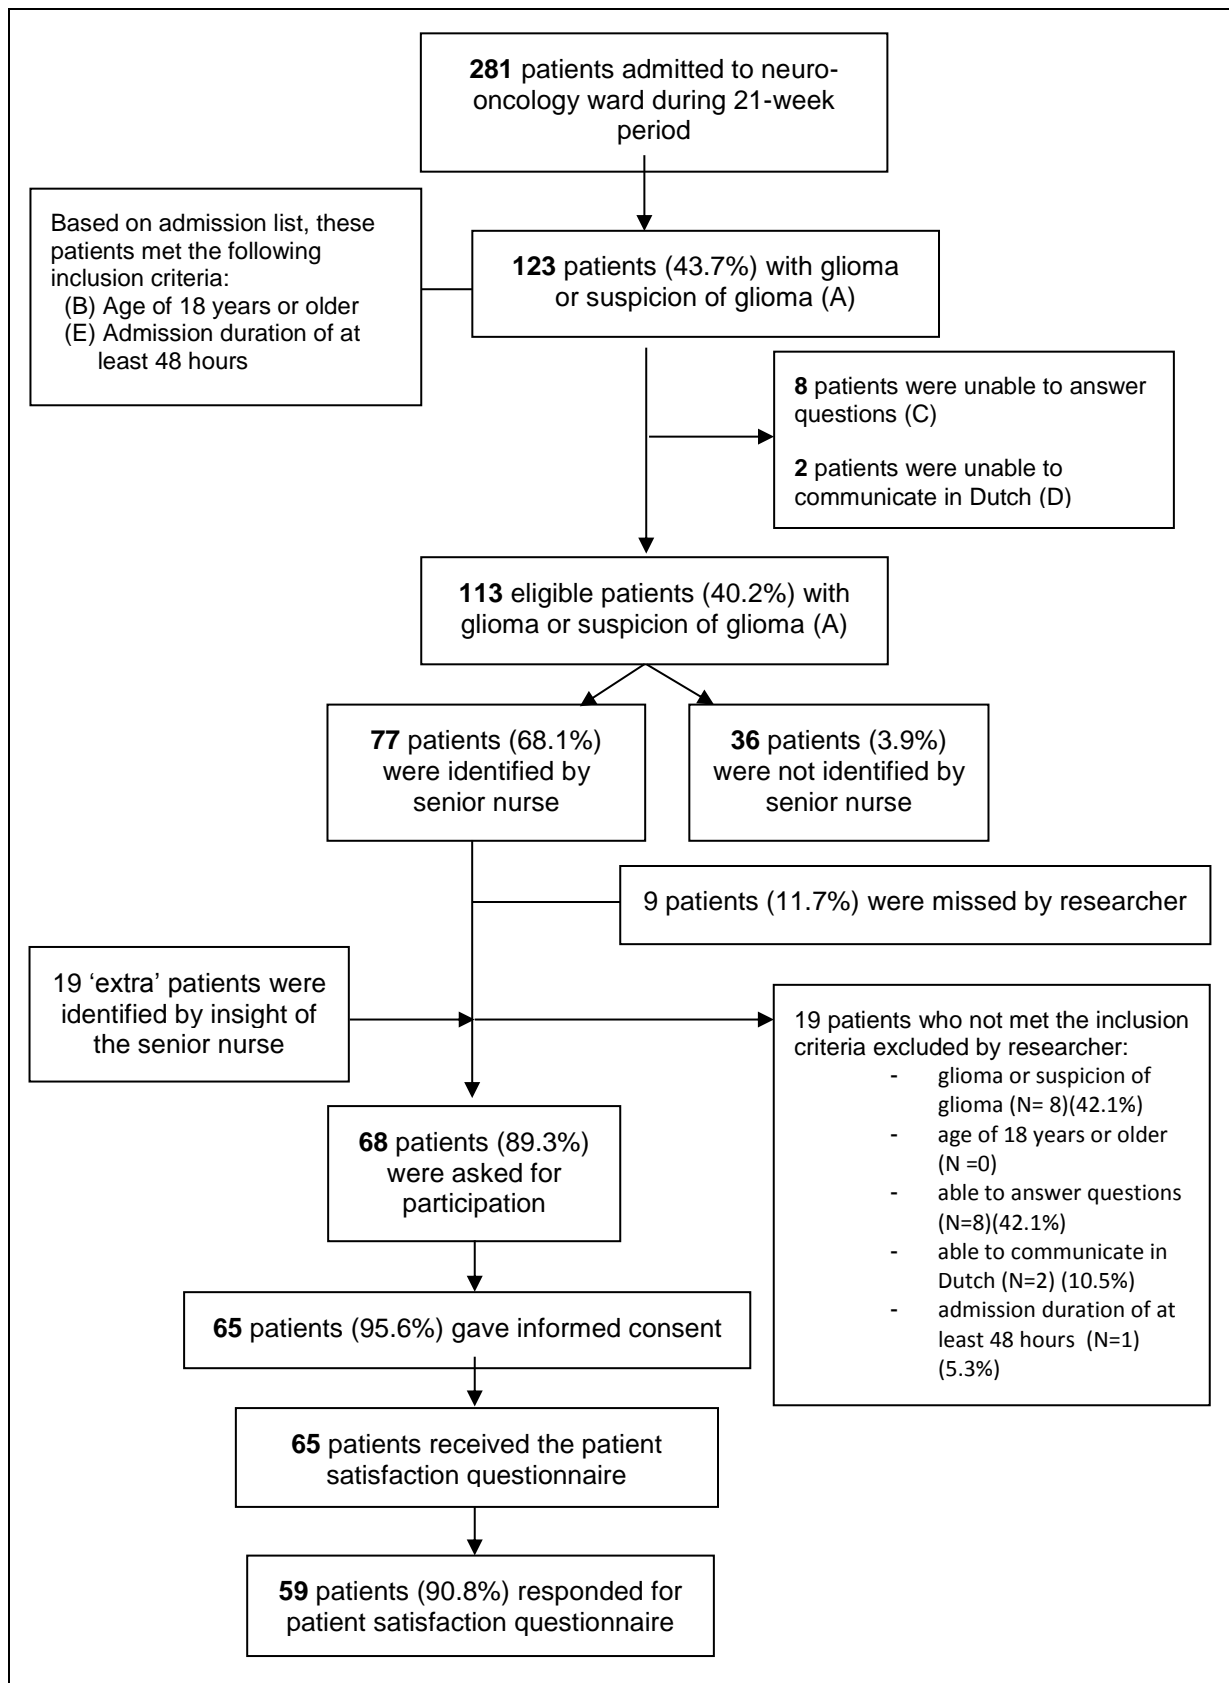 281 patients admitted to neuro-
oncology ward during 21-week
period
Based on admission list, these
patients met the following
inclusion criteria:
(B) Age of 18 years or older
(E) Admission duration of at
least 48 hours
123 patients (43.7%) with glioma
or suspicion of glioma (A)
8 patients were unable to answer
questions (C)
2 patients were unable to
communicate in Dutch (D)
113 eligible patients (40.2%) with
glioma or suspicion of glioma (A)
77 patients (68.1%)
were identified by
senior nurse
36 patients (3.9%)
were not identified by
senior nurse
9 patients (11.7%) were missed by researcher
19 ‘extra’ patients were
identified by insight of
the senior nurse
19 patients who not met the inclusion
criteria excluded by researcher:
- glioma or suspicion of
glioma (N= 8)(42.1%)
- age of 18 years or older
(N =0)
- able to answer questions
(N=8)(42.1%)
- able to communicate in
Dutch (N=2) (10.5%)
- admission duration of at
least 48 hours (N=1)
(5.3%)
68 patients (89.3%)
were asked for
participation
65 patients (95.6%) gave informed consent
65 patients received the patient
satisfaction questionnaire
59 patients (90.8%) responded for
patient satisfaction questionnaire